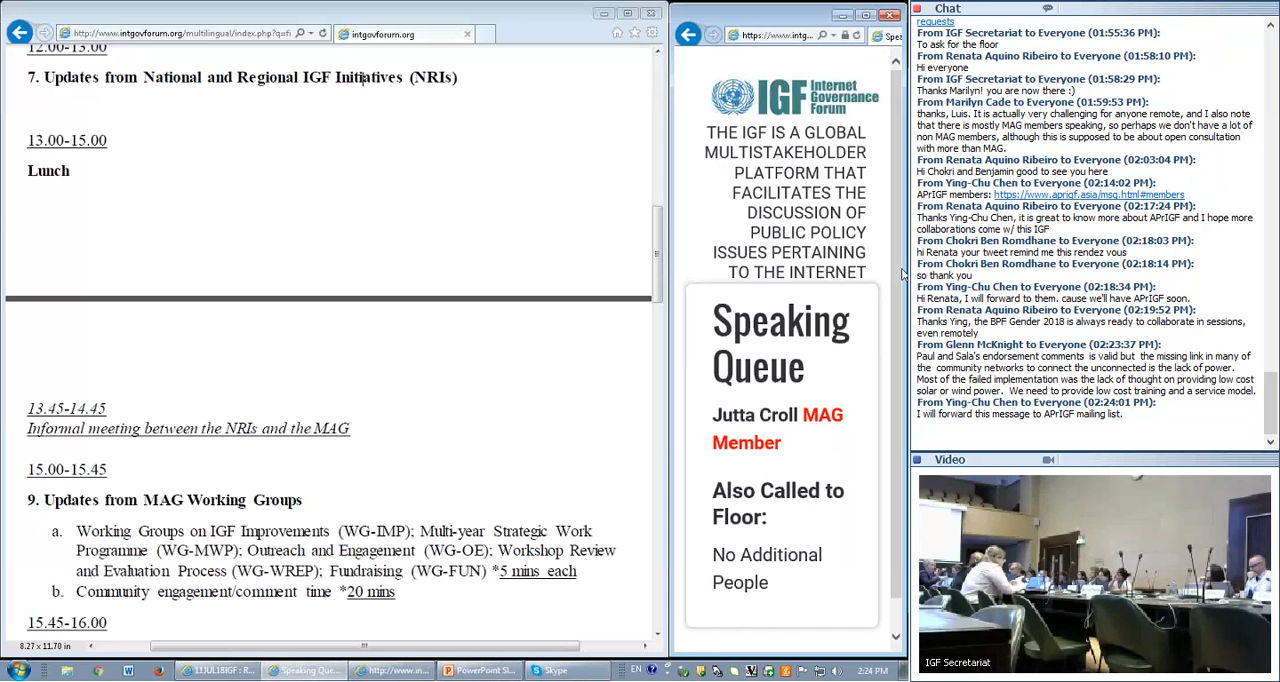 http://www.intgovforum.org/multilingual/index.php?q=fi
intgovforum.org
12.00-13.00
7. Updates from National and Regional IGF Initiatives (NRIs)
13.00-15.00
Lunch
13.45-14.45
Informal meeting between the NRIs and the MAG
15.00-15.45
9. Updates from MAG Working Groups
a. Working Groups on IGF Improvements (WG-IMP); Multi-year Strategic Work
Programme (WG-MWP); Outreach and Engagement (WG-OE); Workshop Review
and Evaluation Process (WG-WREP); Fundraising (WG-FUN) *5 mins each
b. Community engagement/comment time *20 mins
15.45-16.00
8.27 x 11.70 in
https://www.intg...
Spe
IGF Internet
Governance
Forum
THE IGF IS A GLOBAL
MULTISTAKEHOLDER
PLATFORM THAT
FACILITATES THE
DISCUSSION OF
PUBLIC POLICY
ISSUES PERTAINING
TO THE INTERNET
Speaking
Queue
Jutta Croll MAG
Member
Also Called to
Floor:
No Additional
People
Chat
requests
From IGF Secretariat to Everyone (01:55:36 PM):
To ask for the floor
From Renata Aquino Ribeiro to Everyone (01:58:10 PM):
Hi everyone
From IGF Secretariat to Everyone (01:58:29 PM):
Thanks Marilyn! you are now there :)
From Marilyn Cade to Everyone (01:59:53 PM):
thanks, Luis. It is actually very challenging for anyone remote, and I also note
that there is mostly MAG members speaking, so perhaps we don't have a lot of
non MAG members, although this is supposed to be about open consultation
with more than MAG.
From Renata Aquino Ribeiro to Everyone (02:03:04 PM):
Hi Chokri and Benjamin good to see you here
From Ying-Chu Chen to Everyone (02:14:02 PM):
APrIGF members: https://www.aprigf.asia/msg.html#members
From Renata Aquino Ribeiro to Everyone (02:17:24 PM):
Thanks Ying-Chu Chen, it is great to know more about APrIGF and I hope more
collaborations come w/ this IGF
From Chokri Ben Romdhane to Everyone (02:18:03 PM):
hi Renata your tweet remind me this rendez vous
From Chokri Ben Romdhane to Everyone (02:18:14 PM):
so thank you
From Ying-Chu Chen to Everyone (02:18:34 PM):
Hi Renata, I will forward to them. cause we'll have APrIGF soon.
From Renata Aquino Ribeiro to Everyone (02:19:52 PM):
Thanks Ying, the BPF Gender 2018 is always ready to collaborate in sessions,
even remotely
From Glenn McKnight to Everyone (02:23:37 PM):
Paul and Sala's endorsement comments is valid but the missing link in many of
the community networks to connect the unconnected is the lack of power.
Most of the failed implementation was the lack of thought on providing low cost
solar or wind power. We need to provide low cost training and a service model.
From Ying-Chu Chen to Everyone (02:24:01 PM):
I will forward this message to APrIGF mailing list.
Video
IGF Secretariat
11JUL18IGF : R...
Speaking Que...
http://www.in...
PowerPoint Sl...
Skype
EN
2:24 PM